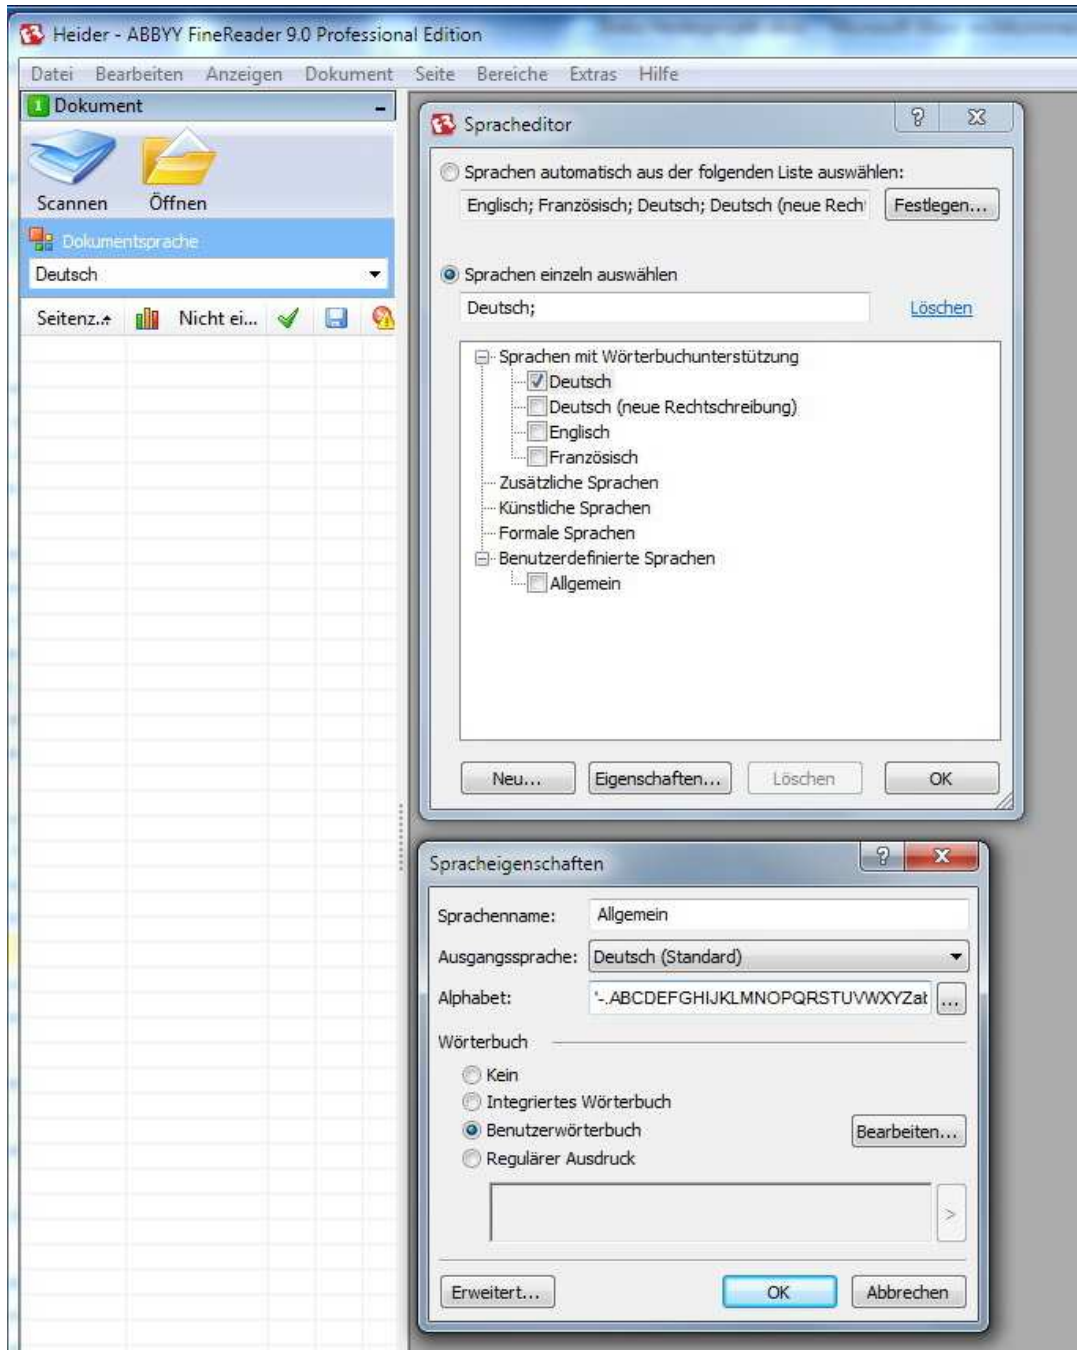 Heider - ABBYY FineReader 9.0 Professional Edition
Datei Bearbeiten Anzeigen Dokument Seite Bereiche Extras Hilfe
1 Dokument
Scannen Öffnen
Dokumentsprache
Deutsch
Seitenz.. Nicht ei...
Spracheditor
Sprachen automatisch aus der folgenden Liste auswählen:
Englisch; Französisch; Deutsch; Deutsch (neue Rech Festlegen...
Sprachen einzeln auswählen
Deutsch; Löschen
Sprachen mit Wörterbuchunterstützung
Deutsch
Deutsch (neue Rechtschreibung)
Englisch
Französisch
Zusätzliche Sprachen
Künstliche Sprachen
Formale Sprachen
Benutzerdefinierte Sprachen
Allgemein
Neu... Eigenschaften... Löschen OK
Spracheigenschaften
Sprachenname: Allgemein
Ausgangssprache: Deutsch (Standard)
Alphabet: '-.ABCDEFGHIJKLMNOPQRSTUVWXYZab ...
Wörterbuch
Kein
Integriertes Wörterbuch
Benutzerwörterbuch Bearbeiten...
Regulärer Ausdruck
>
Erweitert... OK Abbrechen